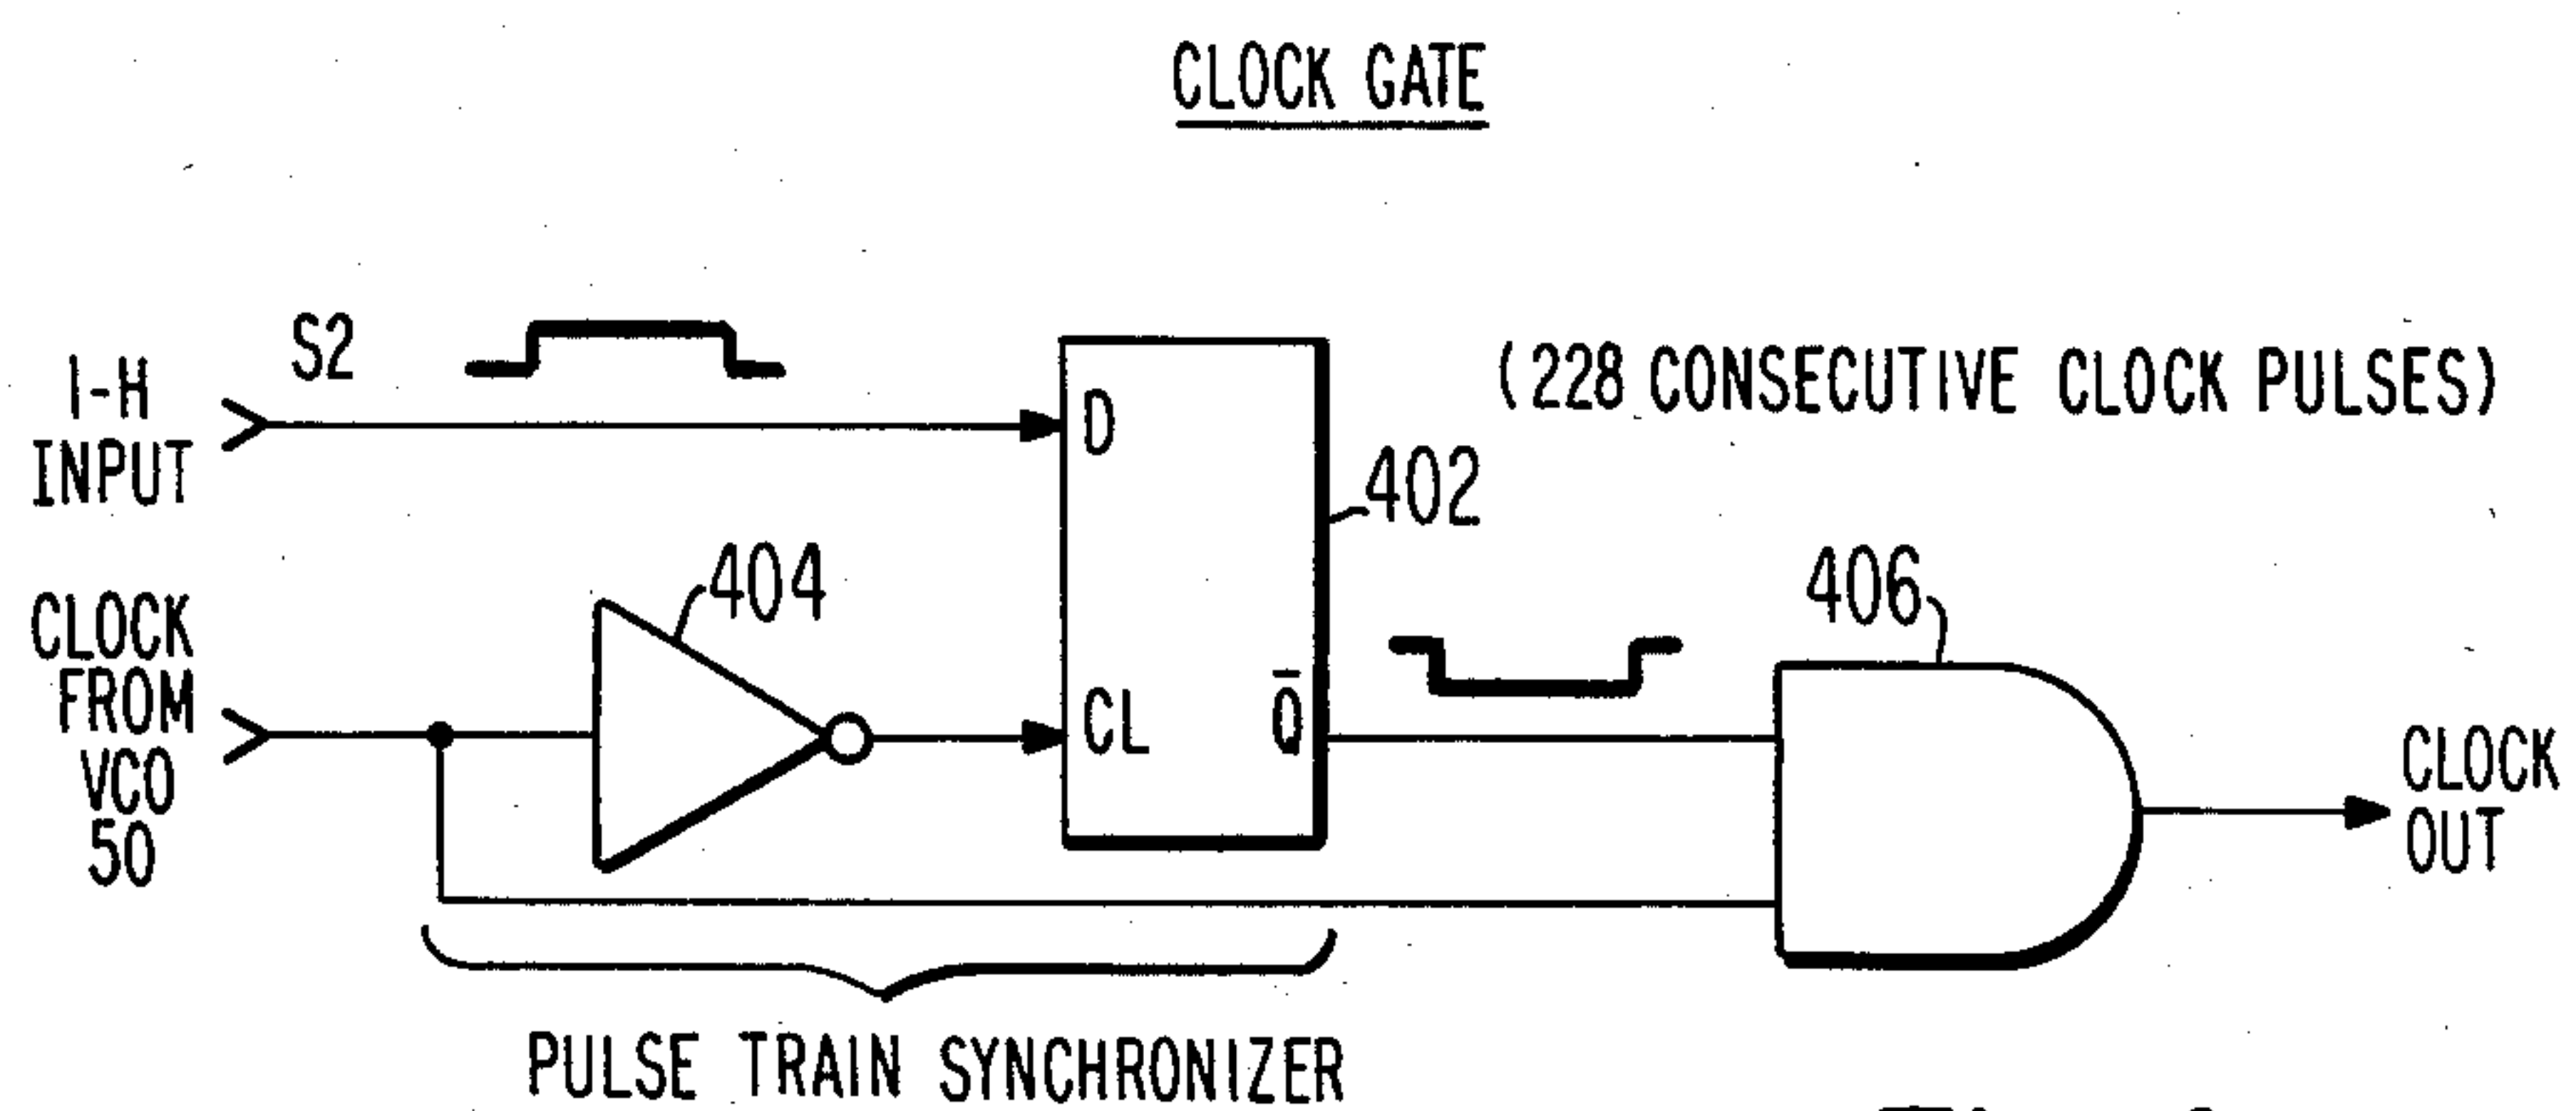 CLOCK GATE
S2
1-H
INPUT
D
(228 CONSECUTIVE CLOCK PULSES)
402
404
406
CLOCK
FROM
VCO
50
CL
Q̅
CLOCK
OUT
PULSE TRAIN SYNCHRONIZER